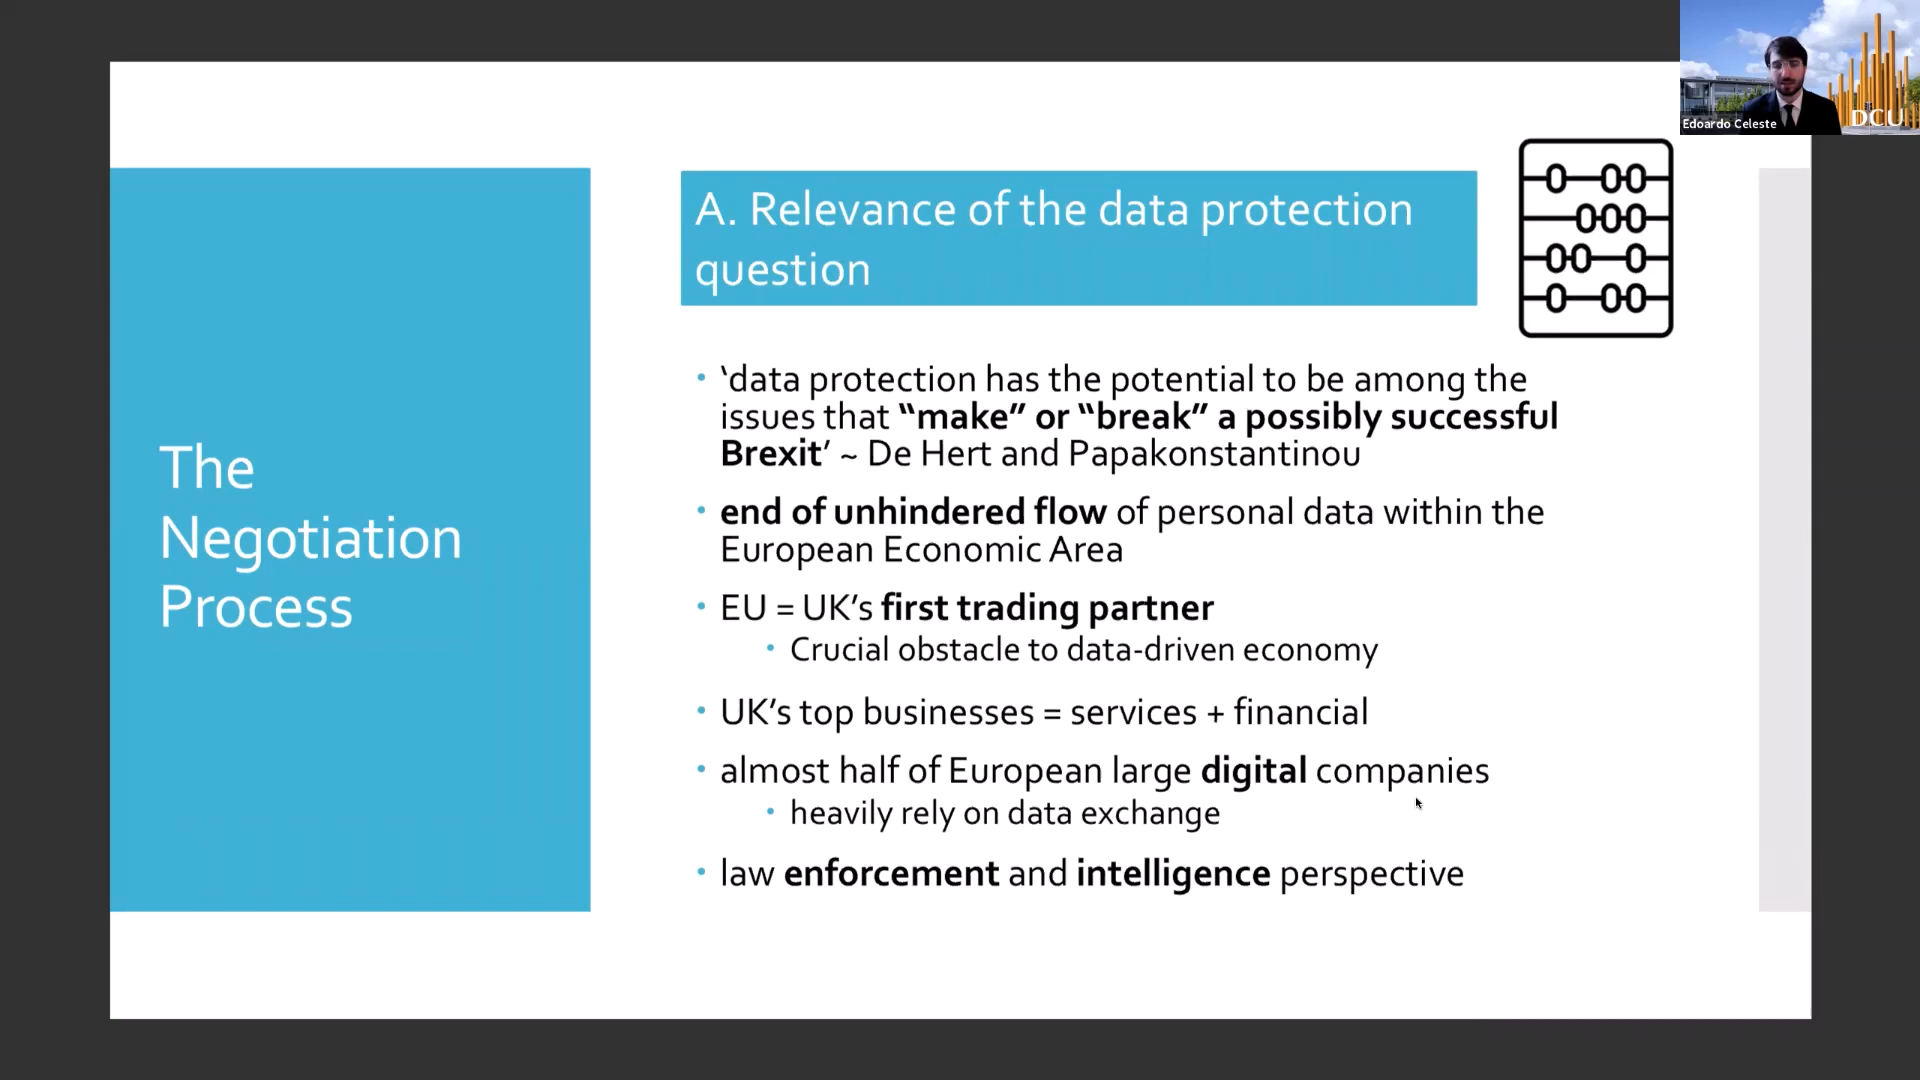 Edoardo Celeste
DCU
The
Negotiation
Process
A. Relevance of the data protection
question
• ‘data protection has the potential to be among the
issues that “make” or “break” a possibly successful
Brexit’ ~ De Hert and Papakonstantinou
• end of unhindered flow of personal data within the
European Economic Area
• EU = UK’s first trading partner
• Crucial obstacle to data-driven economy
• UK’s top businesses = services + financial
• almost half of European large digital companies
• heavily rely on data exchange
• law enforcement and intelligence perspective